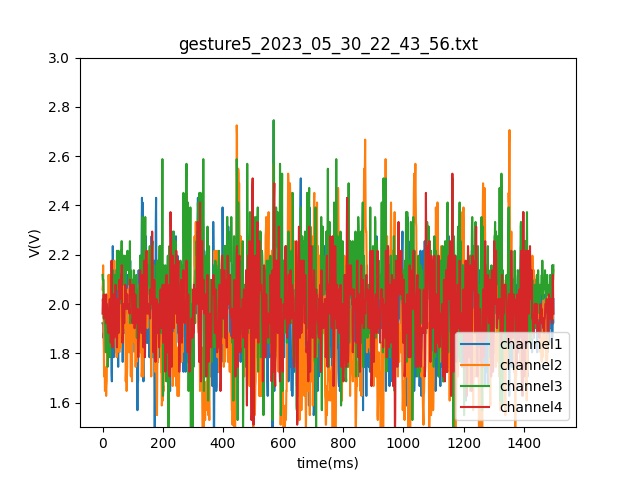 gesture5_2023_05_30_22_43_56.txt
V(V)
3.0
2.8
2.6
2.4
2.2
2.0
1.8
1.6
channel1
channel2
channel3
channel4
0 200 400 600 800 1000 1200 1400
time(ms)